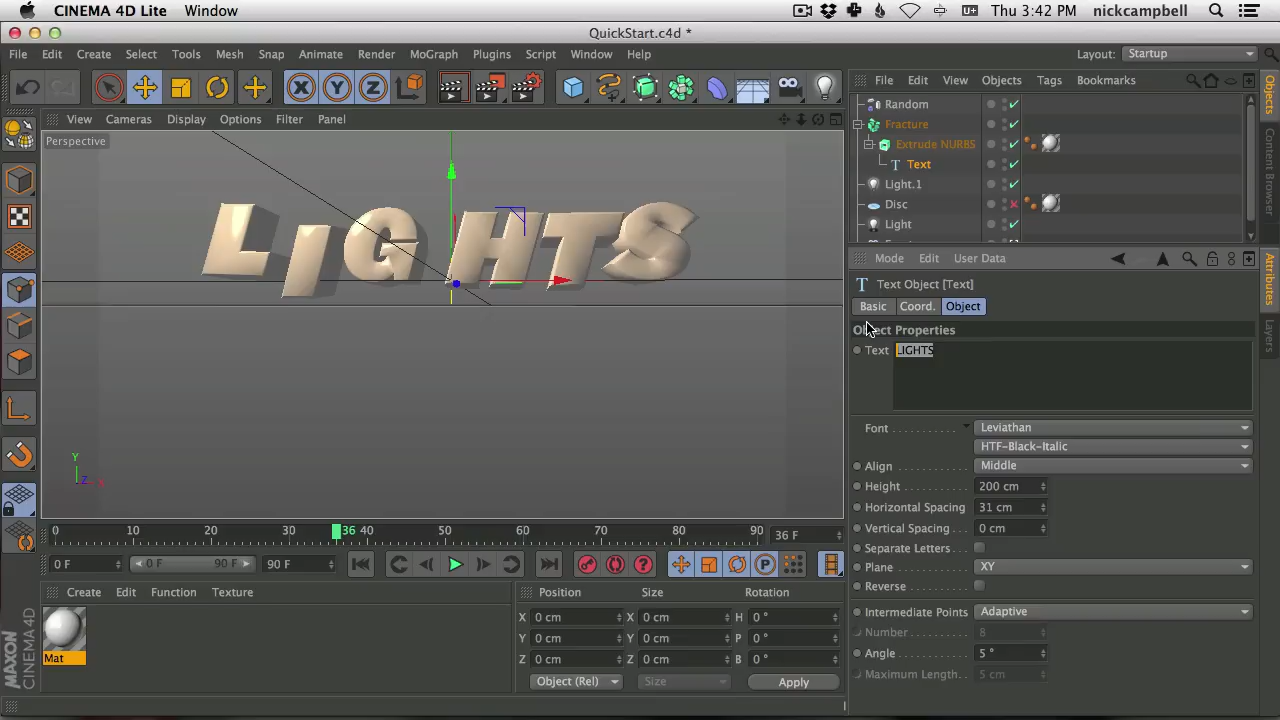 CINEMA 4D Lite Window Thu 3:42 PM nickcampbell
QuickStart.c4d *
File Edit Create Select Tools Mesh Snap Animate Render MoGraph Plugins Script Window Help Layout: Startup
X Y Z
File Edit View Objects Tags Bookmarks
View Cameras Display Options Filter Panel
Perspective
Random
Fracture
Extrude NURBS
Text
Light.1
Disc
Light
Objects
Content Browser
LIGHTS
Mode Edit User Data
Text Object [Text]
Basic Coord. Object
Object Properties
Text LIGHTS
Attributes
Layers
Font Leviathan
HTF-Black-Italic
Align Middle
Height 200 cm
Horizontal Spacing 31 cm
Vertical Spacing 0 cm
Separate Letters
Plane XY
Reverse
Intermediate Points Adaptive
Number 8
Angle 5 °
Maximum Length 5 cm
Y
Z X
0 10 20 30 36 40 50 60 70 80 90 36 F
0 F 0 F 90 F 90 F
Create Edit Function Texture
Mat
Position Size Rotation
X 0 cm X 0 cm H 0 °
Y 0 cm Y 0 cm P 0 °
Z 0 cm Z 0 cm B 0 °
Object (Rel) Size Apply
MAXON
CINEMA 4D